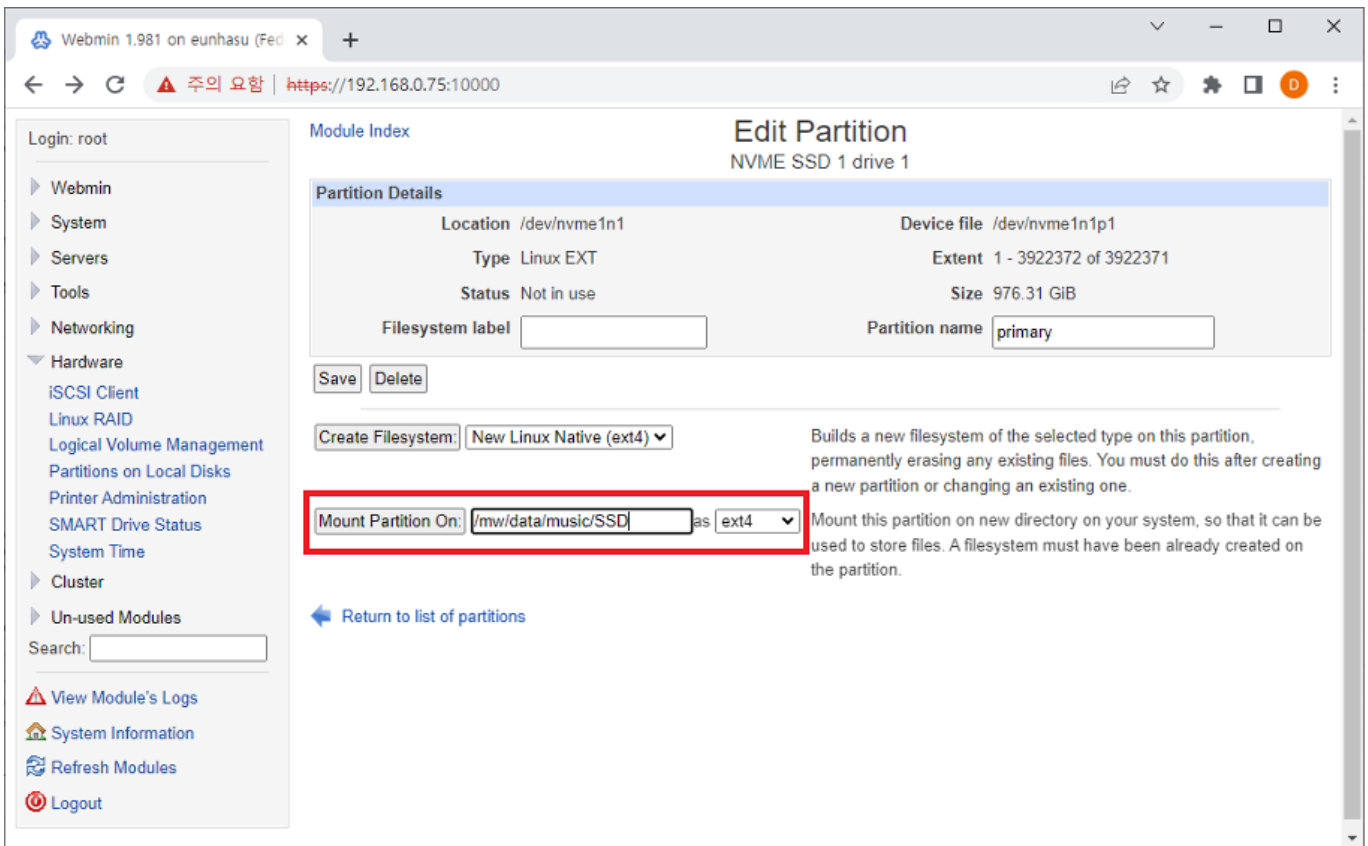 Webmin 1.981 on eunhasu (Fed
주의 요함 https://192.168.0.75:10000
D
Login: root
Webmin
System
Servers
Tools
Networking
Hardware
iSCSI Client
Linux RAID
Logical Volume Management
Partitions on Local Disks
Printer Administration
SMART Drive Status
System Time
Cluster
Un-used Modules
Search:
View Module's Logs
System Information
Refresh Modules
Logout
Module Index
Edit Partition
NVME SSD 1 drive 1
Partition Details
Location /dev/nvme1n1 Device file /dev/nvme1n1p1
Type Linux EXT Extent 1 - 3922372 of 3922371
Status Not in use Size 976.31 GiB
Filesystem label Partition name primary
Save Delete
Create Filesystem: New Linux Native (ext4)
Builds a new filesystem of the selected type on this partition,
permanently erasing any existing files. You must do this after creating
a new partition or changing an existing one.
Mount Partition On: /mw/data/music/SSD as ext4
Mount this partition on new directory on your system, so that it can be
used to store files. A filesystem must have been already created on
the partition.
Return to list of partitions